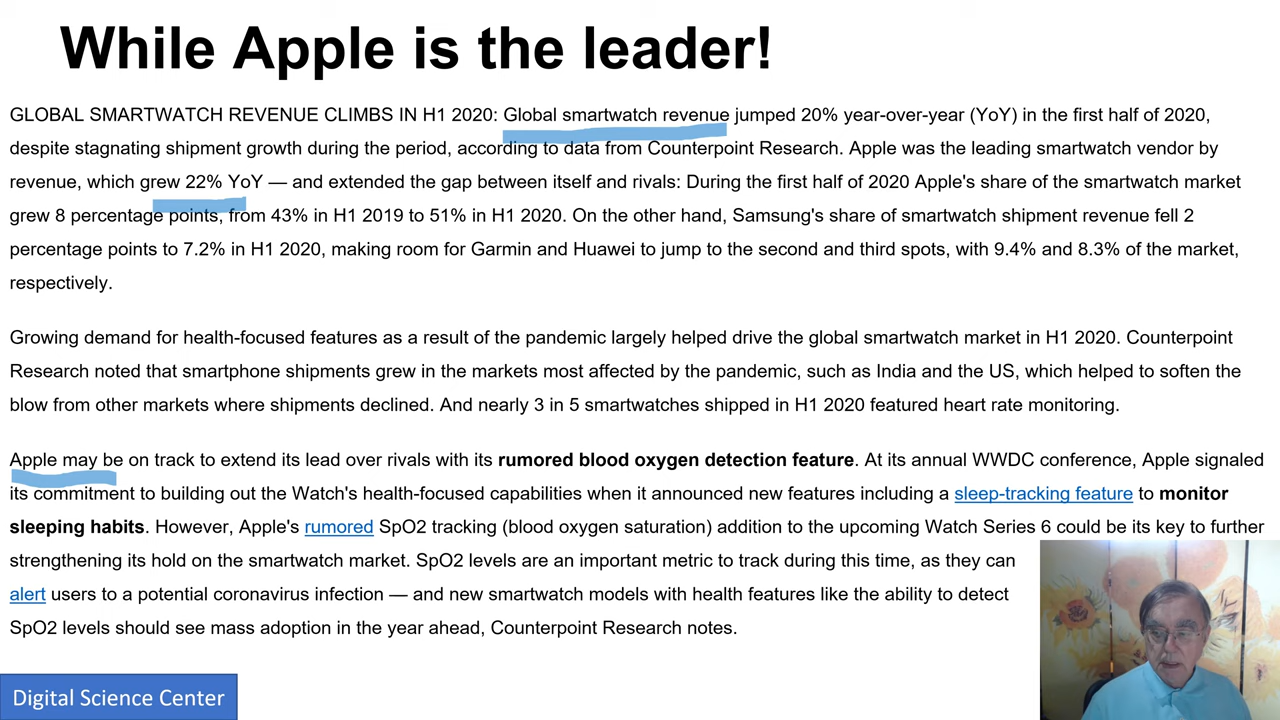 While Apple is the leader!
GLOBAL SMARTWATCH REVENUE CLIMBS IN H1 2020: Global smartwatch revenue jumped 20% year-over-year (YoY) in the first half of 2020,
despite stagnating shipment growth during the period, according to data from Counterpoint Research. Apple was the leading smartwatch vendor by
revenue, which grew 22% YoY — and extended the gap between itself and rivals: During the first half of 2020 Apple's share of the smartwatch market
grew 8 percentage points, from 43% in H1 2019 to 51% in H1 2020. On the other hand, Samsung's share of smartwatch shipment revenue fell 2
percentage points to 7.2% in H1 2020, making room for Garmin and Huawei to jump to the second and third spots, with 9.4% and 8.3% of the market,
respectively.
Growing demand for health-focused features as a result of the pandemic largely helped drive the global smartwatch market in H1 2020. Counterpoint
Research noted that smartphone shipments grew in the markets most affected by the pandemic, such as India and the US, which helped to soften the
blow from other markets where shipments declined. And nearly 3 in 5 smartwatches shipped in H1 2020 featured heart rate monitoring.
Apple may be on track to extend its lead over rivals with its rumored blood oxygen detection feature. At its annual WWDC conference, Apple signaled
its commitment to building out the Watch's health-focused capabilities when it announced new features including a sleep-tracking feature to monitor
sleeping habits. However, Apple's rumored SpO2 tracking (blood oxygen saturation) addition to the upcoming Watch Series 6 could be its key to further
strengthening its hold on the smartwatch market. SpO2 levels are an important metric to track during this time, as they can
alert users to a potential coronavirus infection — and new smartwatch models with health features like the ability to detect
SpO2 levels should see mass adoption in the year ahead, Counterpoint Research notes.
Digital Science Center